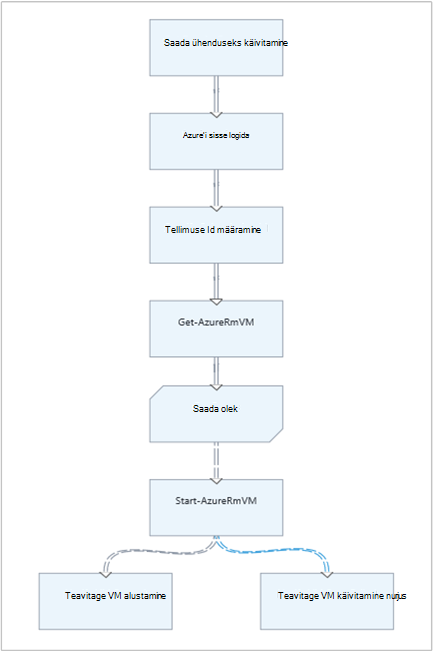 Saada ühenduseks käivitamine
Azure'i sisse logida
Tellimuse Id määramine
Get-AzureRmVM
Saada olek
Start-AzureRmVM
Teavitage VM alustamine
Teavitage VM käivitamine nurjus